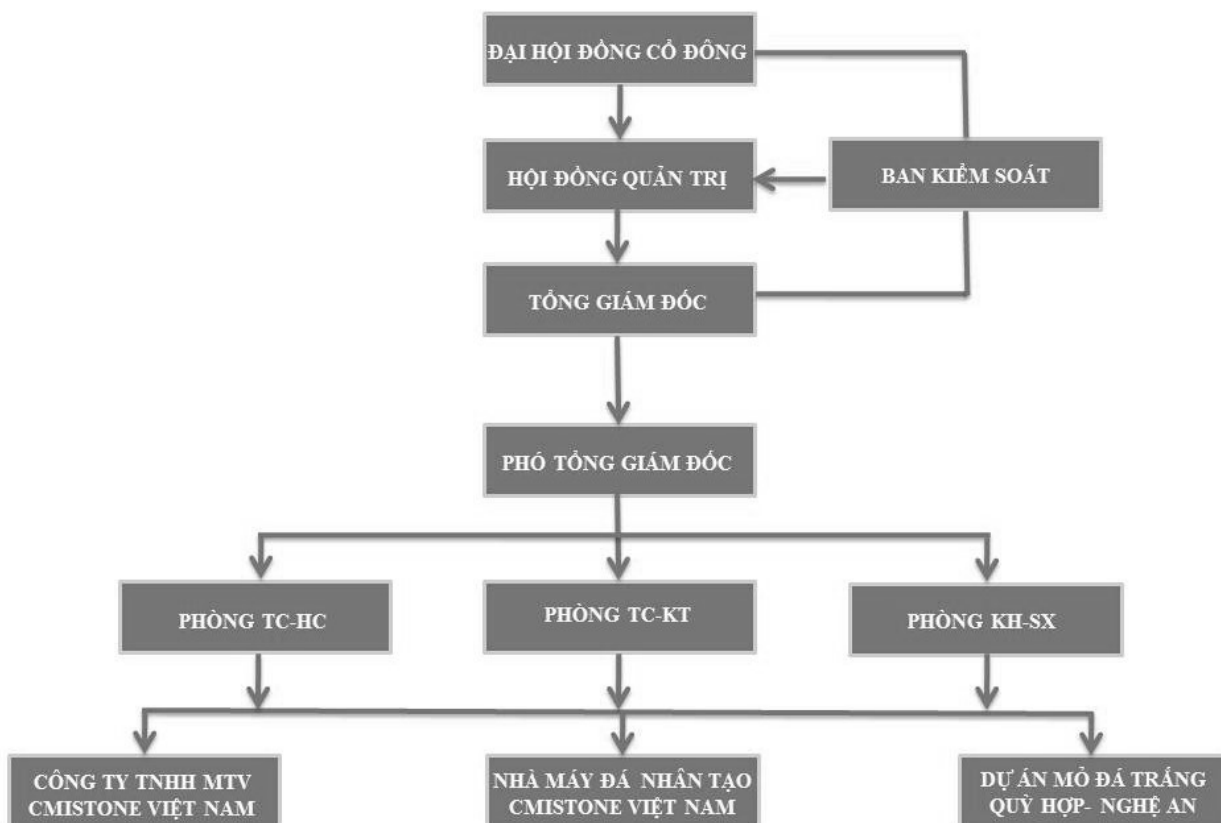 ĐẠI HỘI ĐỒNG CỔ ĐÔNG
HỘI ĐỒNG QUẢN TRỊ
BAN KIỂM SOÁT
TỔNG GIÁM ĐỐC
PHÓ TỔNG GIÁM ĐỐC
PHÒNG TC-HC
PHÒNG TC-KT
PHÒNG KH-SX
CÔNG TY TNHH MTV
CMISTONE VIỆT NAM
NHÀ MÁY ĐÁ NHÂN TẠO
CMISTONE VIỆT NAM
DỰ ÁN MỎ ĐÁ TRẮNG
QUỲ HỢP- NGHỆ AN